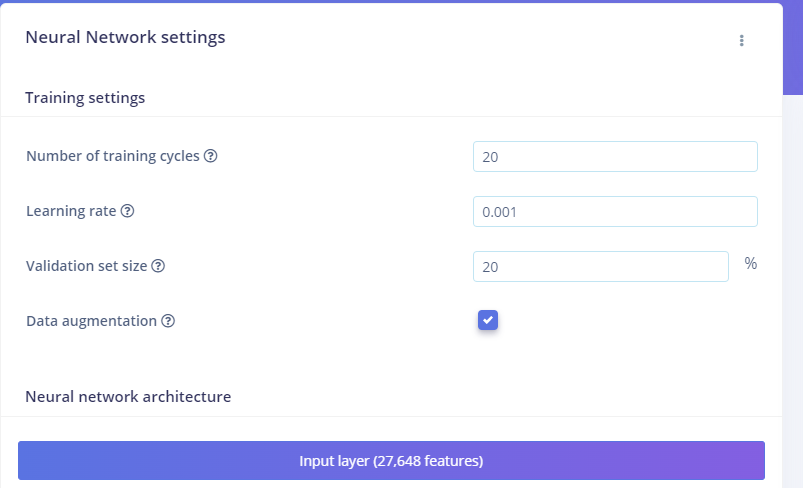 Neural Network settings
Training settings
Number of training cycles
20
Learning rate
0.001
Validation set size
20
%
Data augmentation
Neural network architecture
Input layer (27,648 features)